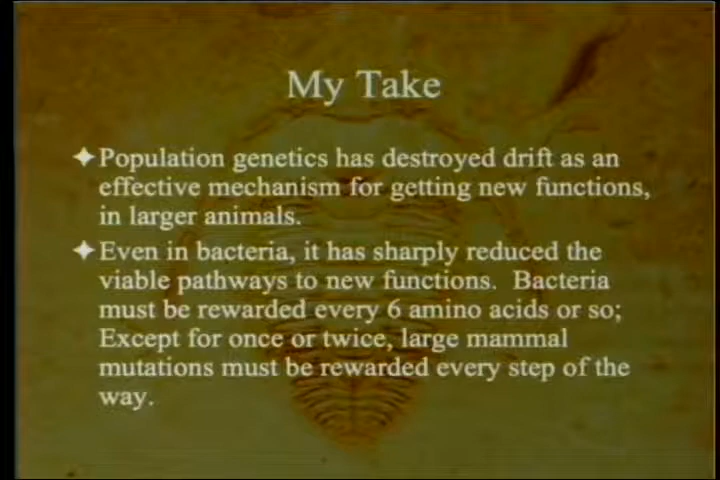 My Take
Population genetics has destroyed drift as an
effective mechanism for getting new functions,
in larger animals.
Even in bacteria, it has sharply reduced the
viable pathways to new functions. Bacteria
must be rewarded every 6 amino acids or so;
Except for once or twice, large mammal
mutations must be rewarded every step of the
way.